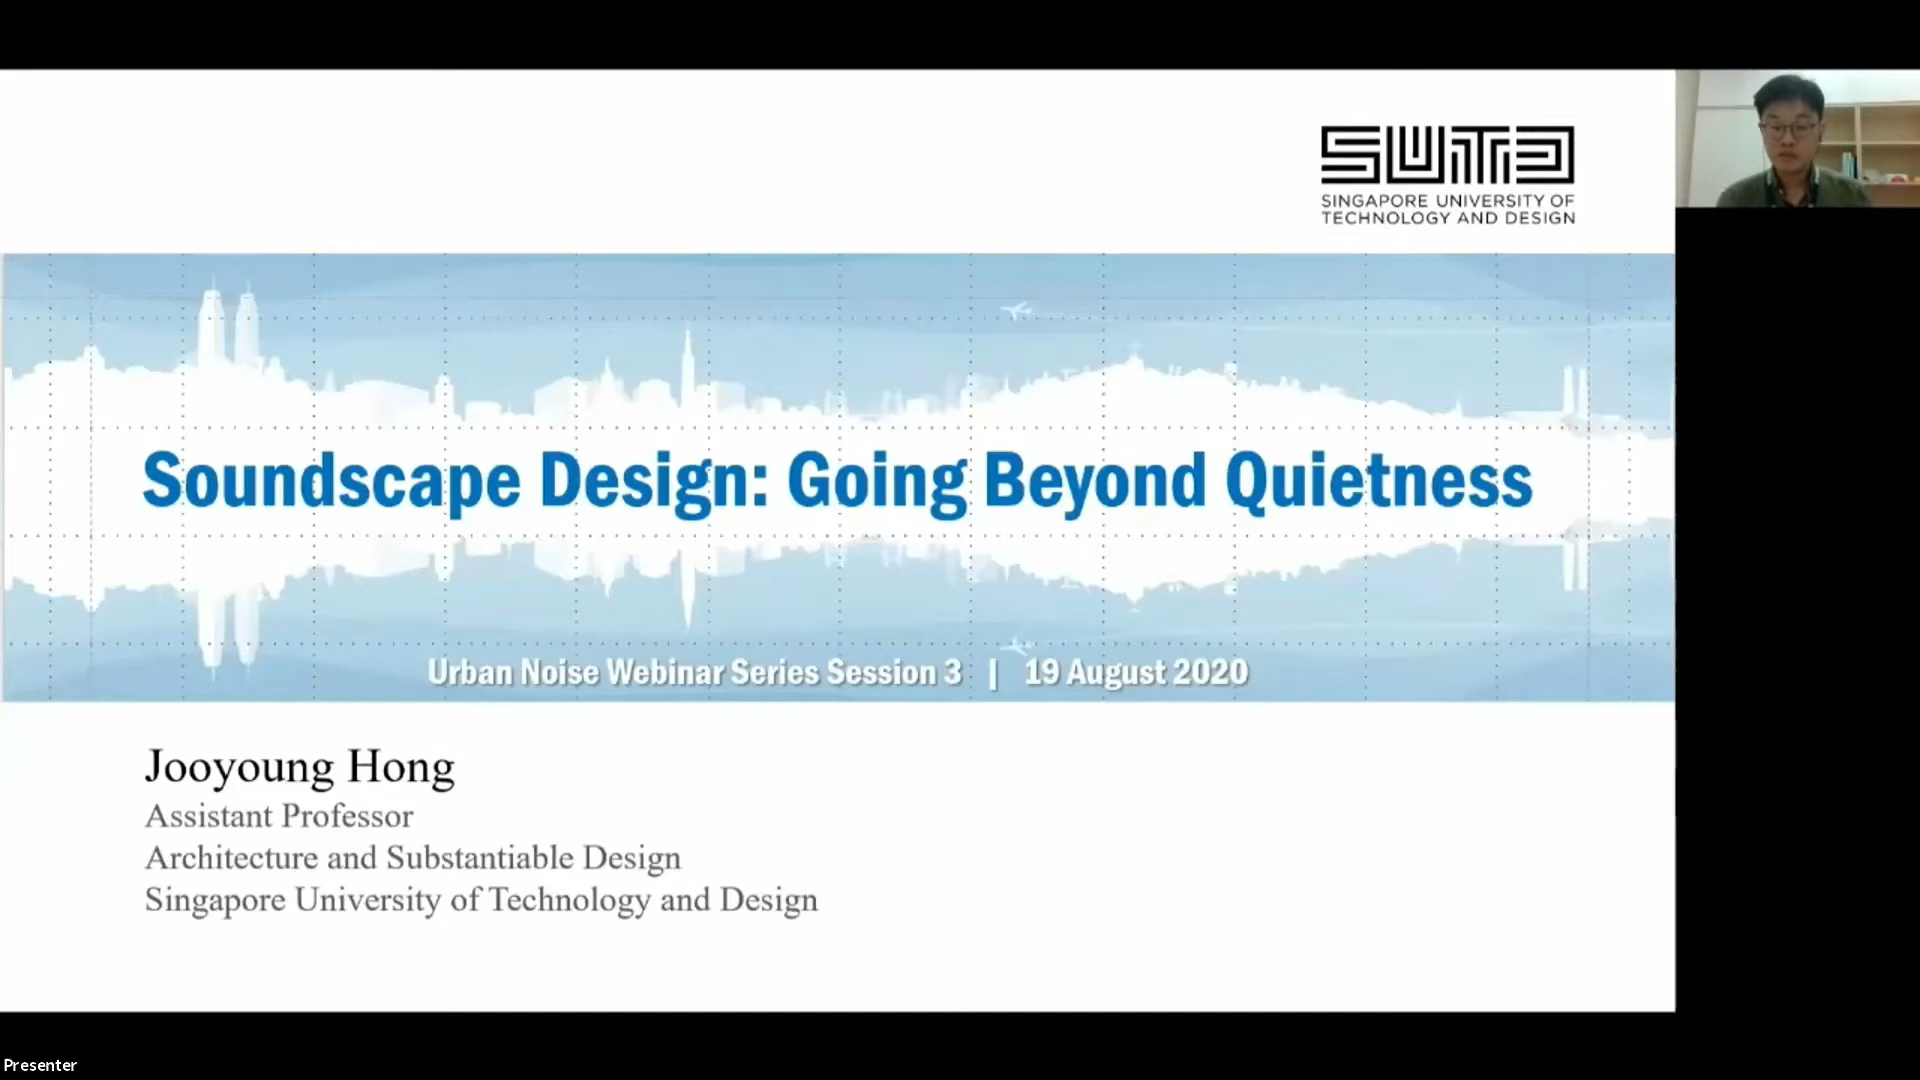 SUTD
SINGAPORE UNIVERSITY OF
TECHNOLOGY AND DESIGN
Soundscape Design: Going Beyond Quietness
Urban Noise Webinar Series Session 3 | 19 August 2020
Jooyoung Hong
Assistant Professor
Architecture and Substantiable Design
Singapore University of Technology and Design
Presenter